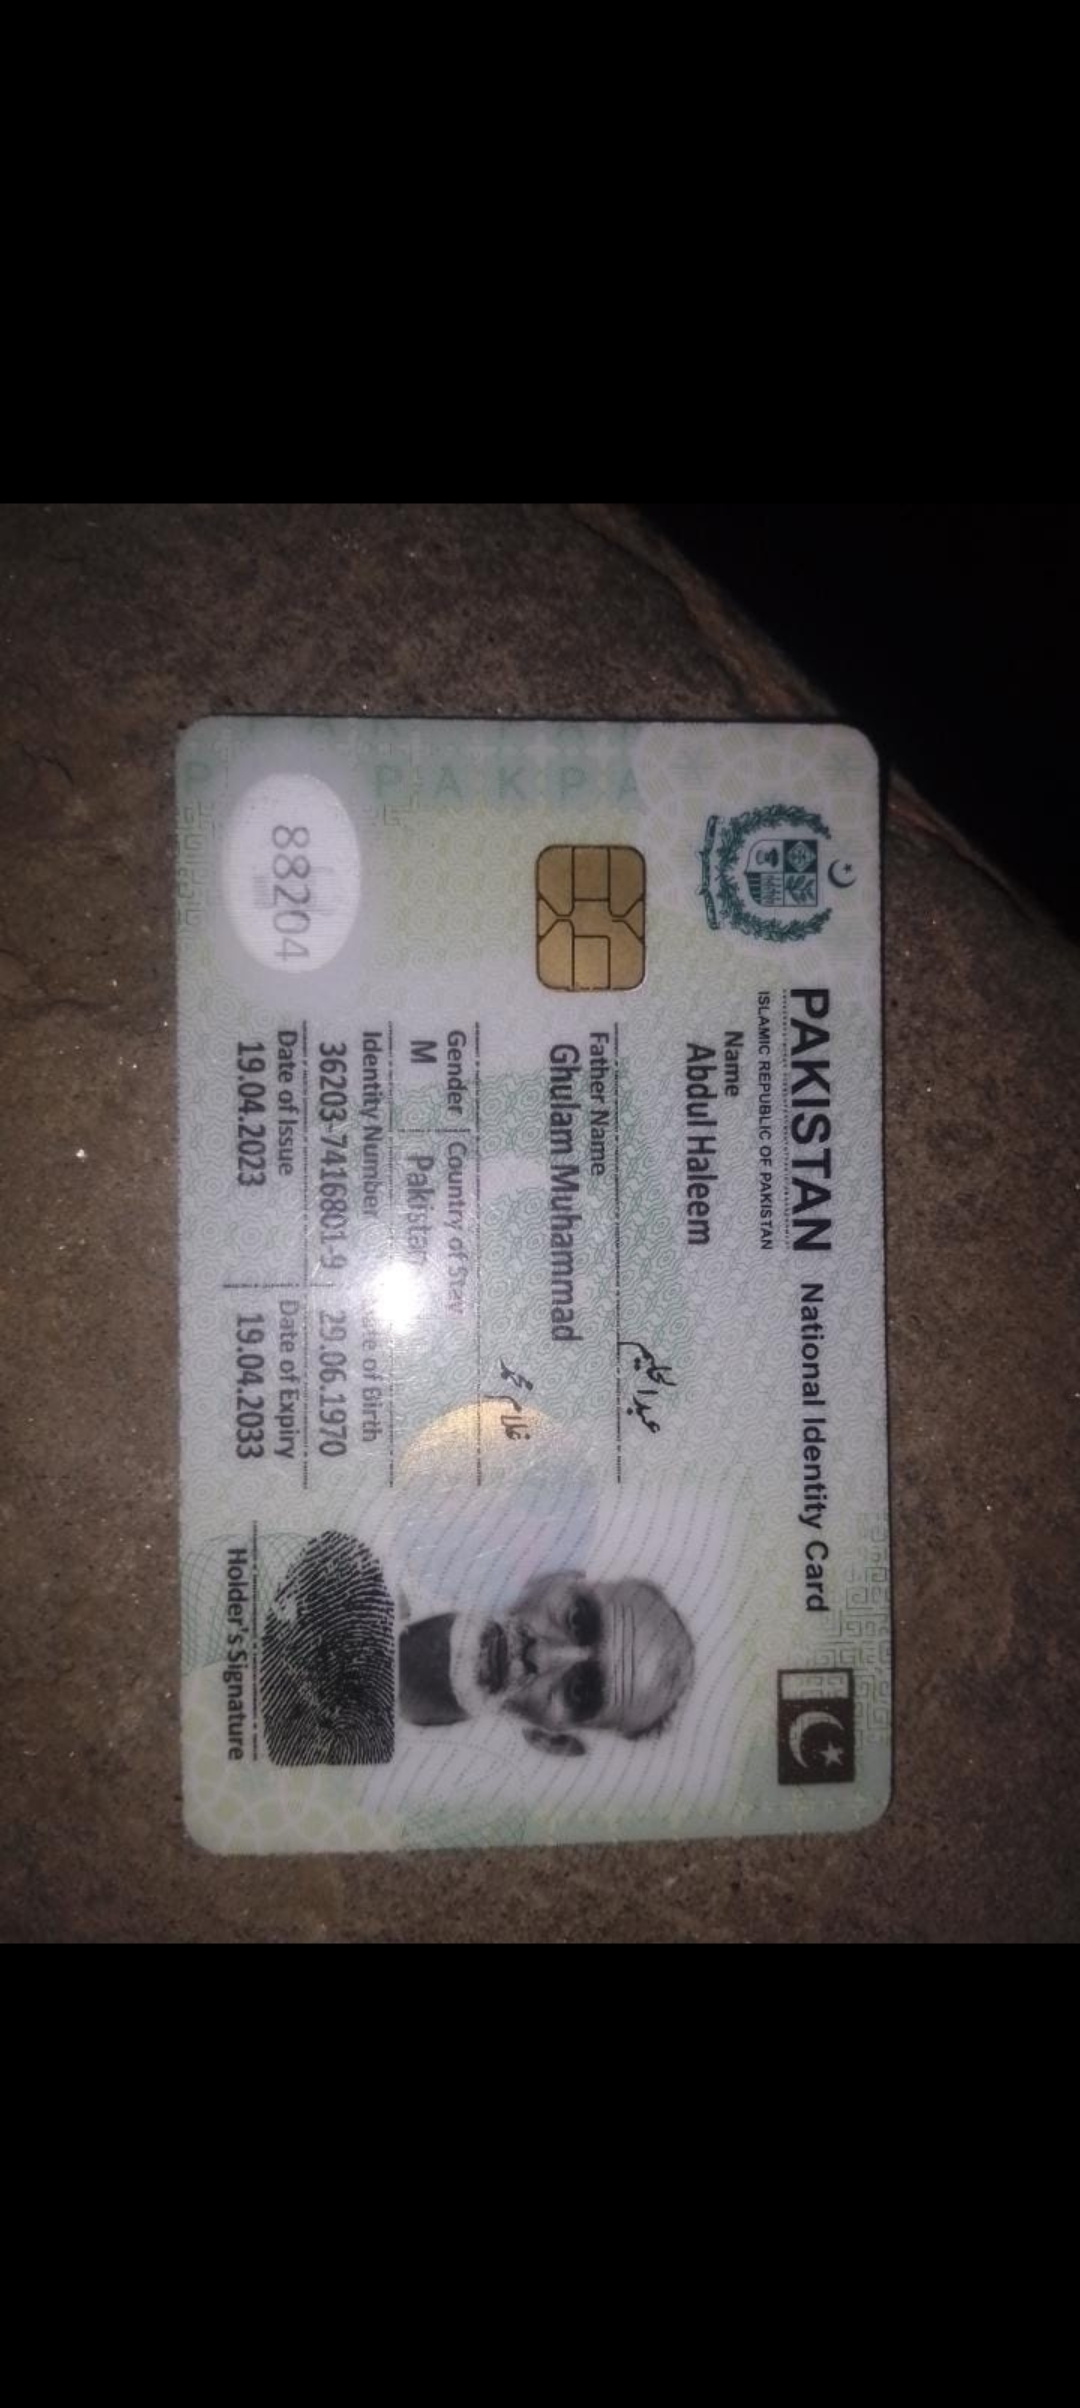 PAKISTAN National Identity Card
ISLAMIC REPUBLIC OF PAKISTAN
Name
Abdul Haleem
عبدالحلیم
Father Name
Ghulam Muhammad
غلام محمد
Gender Country of Stay
M Pakistan
Identity Number Date of Birth
36203-7416801-9 29.06.1970
Date of Issue Date of Expiry
19.04.2023 19.04.2033
88204
Holder's Signature